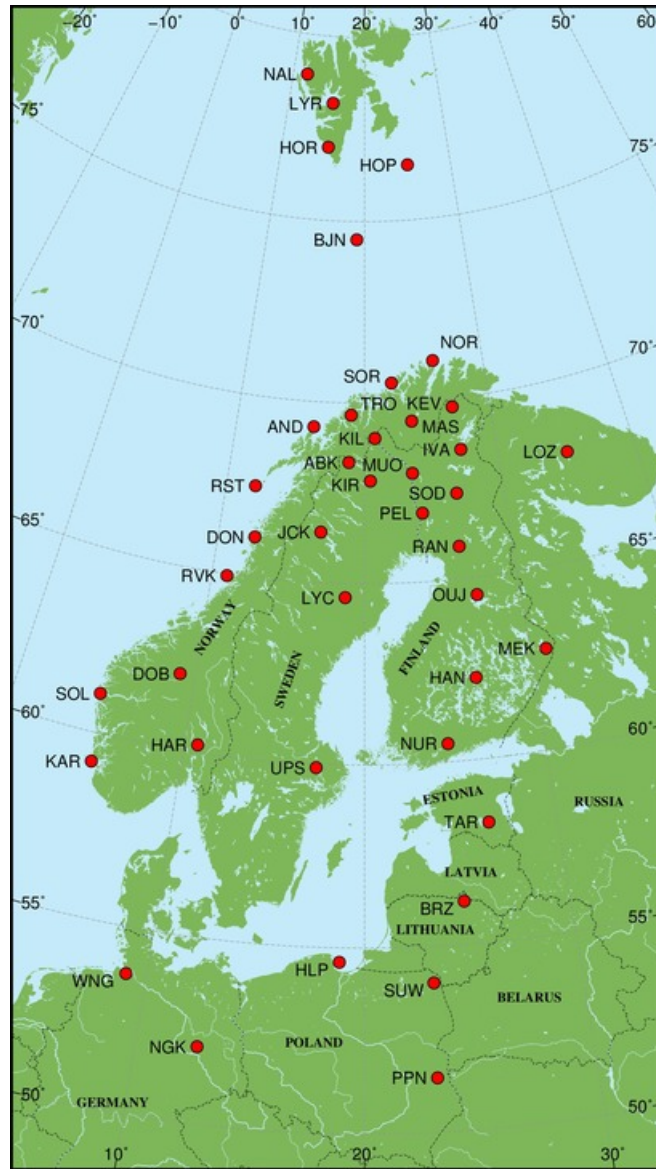 −20° −10° 0° 10° 20° 30° 40° 50° 60°
NAL
75°
LYR
HOR
75°
HOP
BJN
70°
NOR
70°
SOR
TRO
KEV
AND
MAS
KIL
IVA
LOZ
ABK
MUO
RST
KIR
SOD
65°
PEL
DON
JCK
RAN
65°
RVK
LYC
OUJ
NORWAY
FINLAND
MEK
SWEDEN
DOB
HAN
SOL
60°
60°
HAR
NUR
KAR
UPS
ESTONIA
RUSSIA
TAR
LATVIA
55°
BRZ
55°
LITHUANIA
HLP
WNG
SUW
BELARUS
NGK
POLAND
PPN
50°
GERMANY
50°
10° 20° 30°